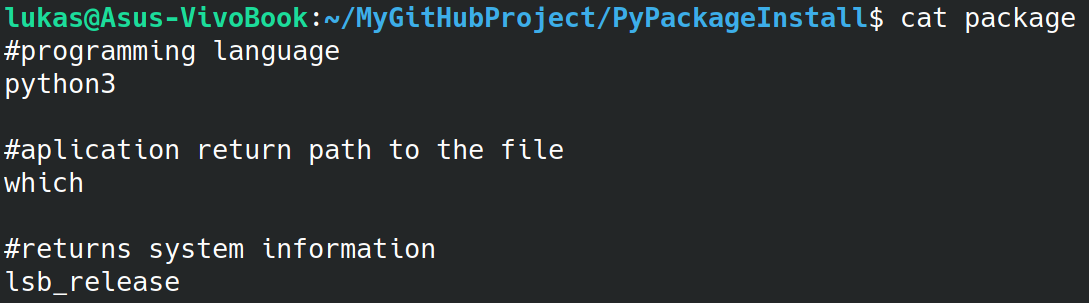 lukas@Asus-VivoBook:~/MyGitHubProject/PyPackageInstall$ cat package
#programming language
python3
#aplication return path to the file
which
#returns system information
lsb_release